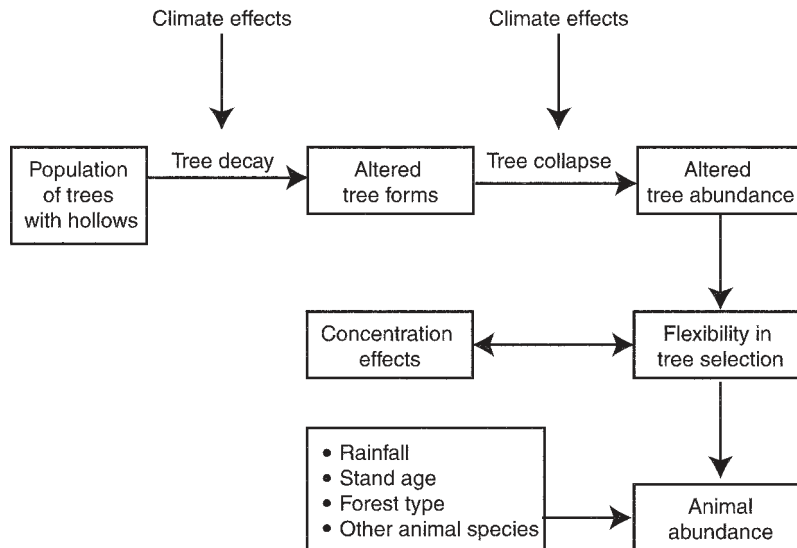 Climate effects
Climate effects
Population
of trees
with hollows
Tree decay
Altered
tree forms
Tree collapse
Altered
tree abundance
Concentration
effects
Flexibility in
tree selection
• Rainfall
• Stand age
• Forest type
• Other animal species
Animal
abundance